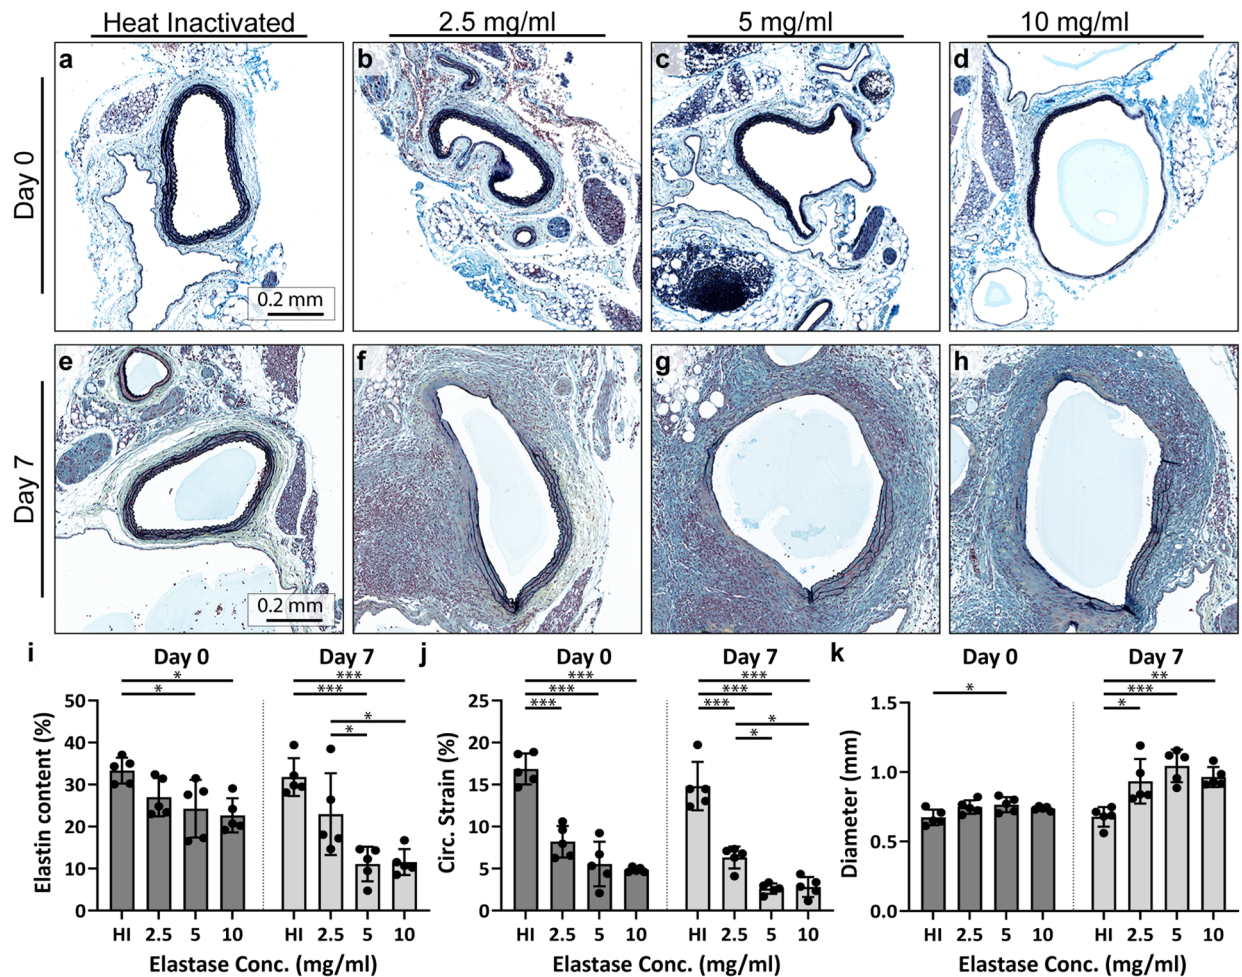 Heat Inactivated 2.5 mg/ml 5 mg/ml 10 mg/ml
Day 0
a b c d
0.2 mm
Day 7
e f g h
0.2 mm
i Day 0 Day 7
* ***
* ***
*
*
Elastin content (%)
50
40
30
20
10
0
HI 2.5 5 10 HI 2.5 5 10
Elastase Conc. (mg/ml)
j Day 0 Day 7
*** ***
*** ***
*** ***
*
*
Circ. Strain (%)
25
20
15
10
5
0
HI 2.5 5 10 HI 2.5 5 10
Elastase Conc. (mg/ml)
k Day 0 Day 7
**
* ***
*
Diameter (mm)
1.5
1.0
0.5
0.0
HI 2.5 5 10 HI 2.5 5 10
Elastase Conc. (mg/ml)